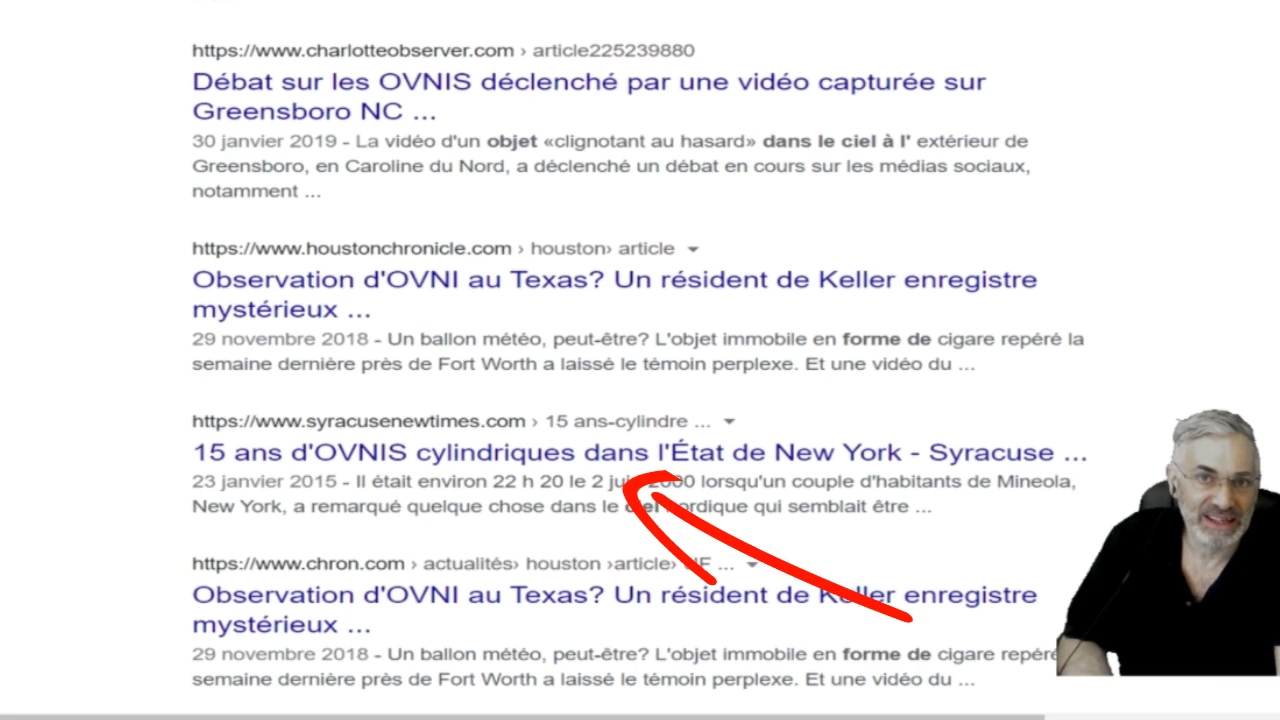 https://www.charlotteobserver.com › article225239880
Débat sur les OVNIS déclenché par une vidéo capturée sur
Greensboro NC ...
30 janvier 2019 - La vidéo d'un objet «clignotant au hasard» dans le ciel à l' extérieur de
Greensboro, en Caroline du Nord, a déclenché un débat en cours sur les médias sociaux,
notamment ...
https://www.houstonchronicle.com › houston› article
Observation d'OVNI au Texas? Un résident de Keller enregistre
mystérieux ...
29 novembre 2018 - Un ballon météo, peut-être? L'objet immobile en forme de cigare repéré la
semaine dernière près de Fort Worth a laissé le témoin perplexe. Et une vidéo du ...
https://www.syracusenewtimes.com › 15 ans-cylindre ...
15 ans d'OVNIS cylindriques dans l'État de New York - Syracuse ...
23 janvier 2015 - Il était environ 22 h 20 le 2 2000 lorsqu'un couple d'habitants de Mineola,
New York, a remarqué quelque chose dans le ciel nordique qui semblait être ...
https://www.chron.com › actualités› houston ›article› ...
Observation d'OVNI au Texas? Un résident de Keller enregistre
mystérieux ...
29 novembre 2018 - Un ballon météo, peut-être? L'objet immobile en forme de cigare repéré
semaine dernière près de Fort Worth a laissé le témoin perplexe. Et une vidéo du ...